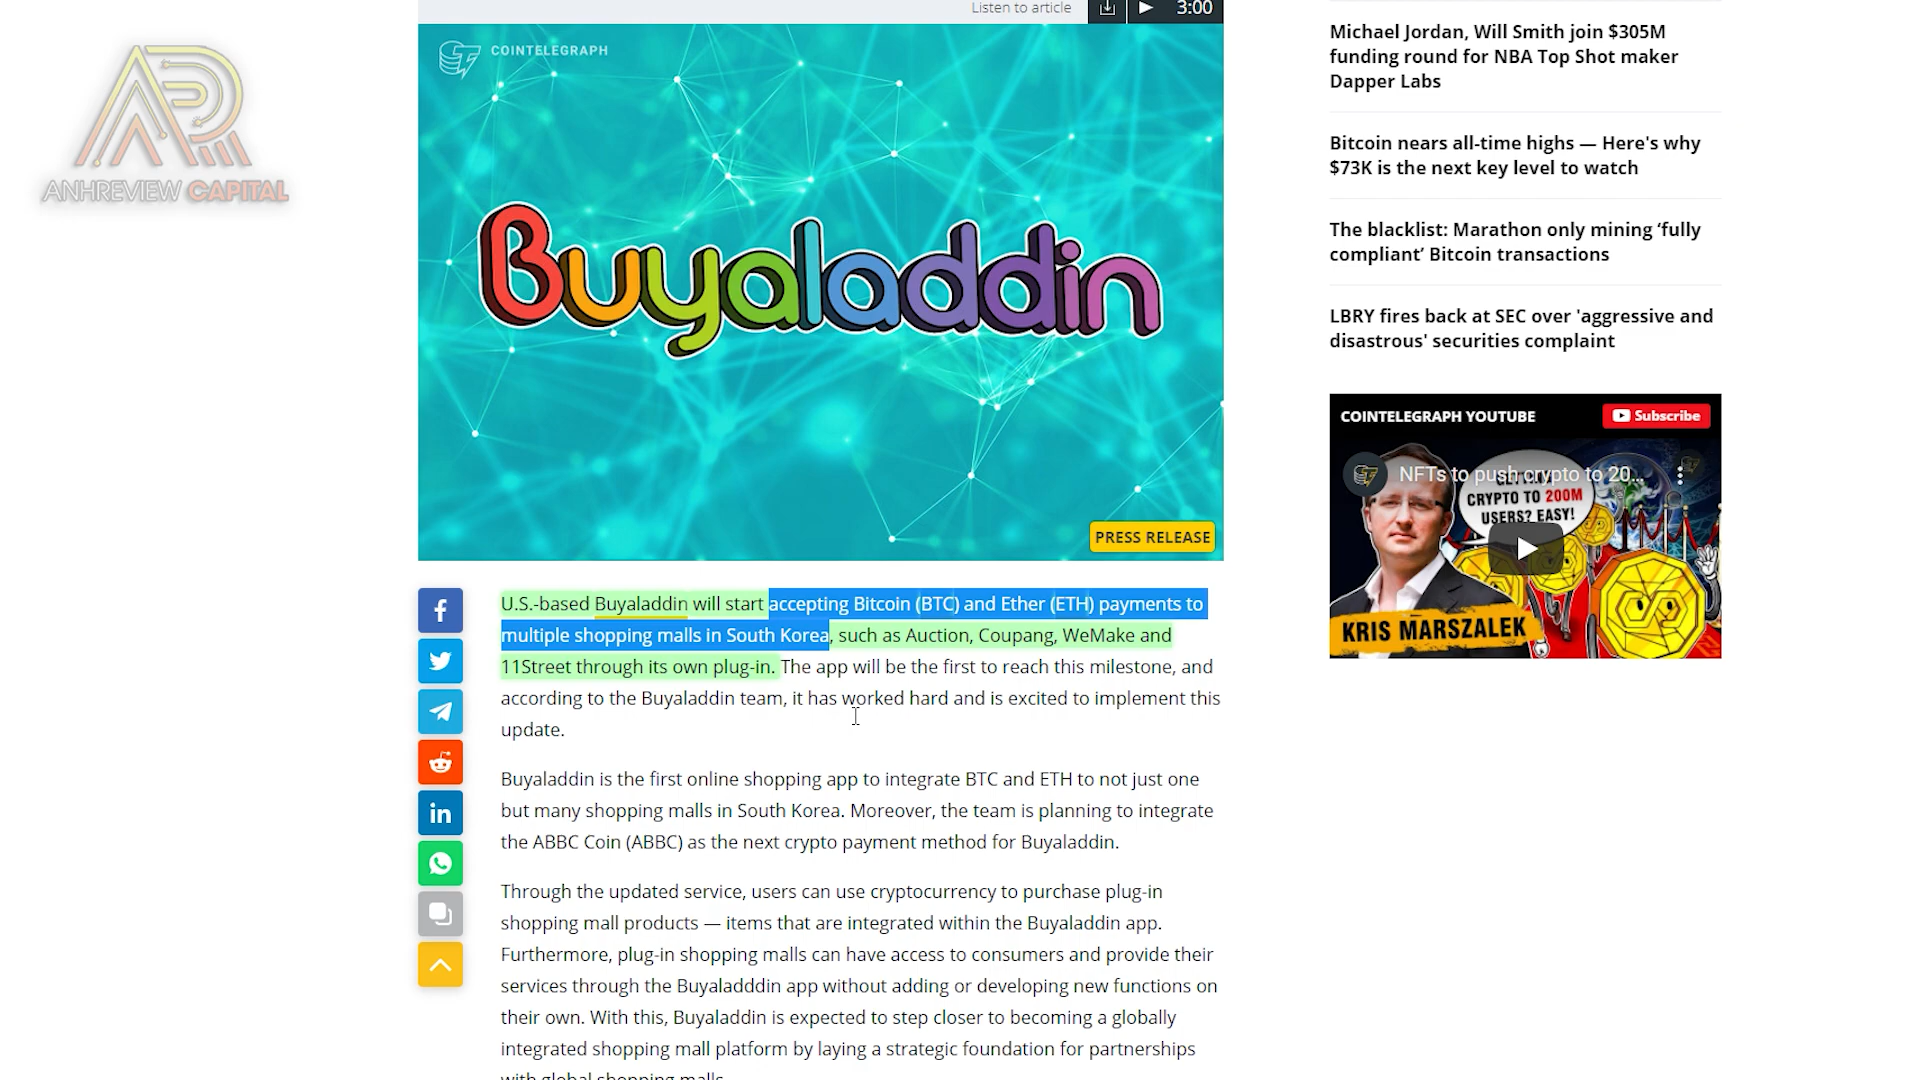 Listen to article
3:00
COINTELEGRAPH
Buyaladdin
PRESS RELEASE
ANHREVIEW CAPITAL
U.S.-based Buyaladdin will start accepting Bitcoin (BTC) and Ether (ETH) payments to
multiple shopping malls in South Korea, such as Auction, Coupang, WeMake and
11Street through its own plug-in. The app will be the first to reach this milestone, and
according to the Buyaladdin team, it has worked hard and is excited to implement this
update.
Buyaladdin is the first online shopping app to integrate BTC and ETH to not just one
but many shopping malls in South Korea. Moreover, the team is planning to integrate
the ABBC Coin (ABBC) as the next crypto payment method for Buyaladdin.
Through the updated service, users can use cryptocurrency to purchase plug-in
shopping mall products — items that are integrated within the Buyaladdin app.
Furthermore, plug-in shopping malls can have access to consumers and provide their
services through the Buyaladddin app without adding or developing new functions on
their own. With this, Buyaladdin is expected to step closer to becoming a globally
integrated shopping mall platform by laying a strategic foundation for partnerships
with global shopping malls.
Michael Jordan, Will Smith join $305M
funding round for NBA Top Shot maker
Dapper Labs
Bitcoin nears all-time highs — Here's why
$73K is the next key level to watch
The blacklist: Marathon only mining ‘fully
compliant’ Bitcoin transactions
LBRY fires back at SEC over 'aggressive and
disastrous' securities complaint
COINTELEGRAPH YOUTUBE
Subscribe
NFTs to push crypto to 20...
CRYPTO TO 200M
USERS? EASY!
KRIS MARSZALEK